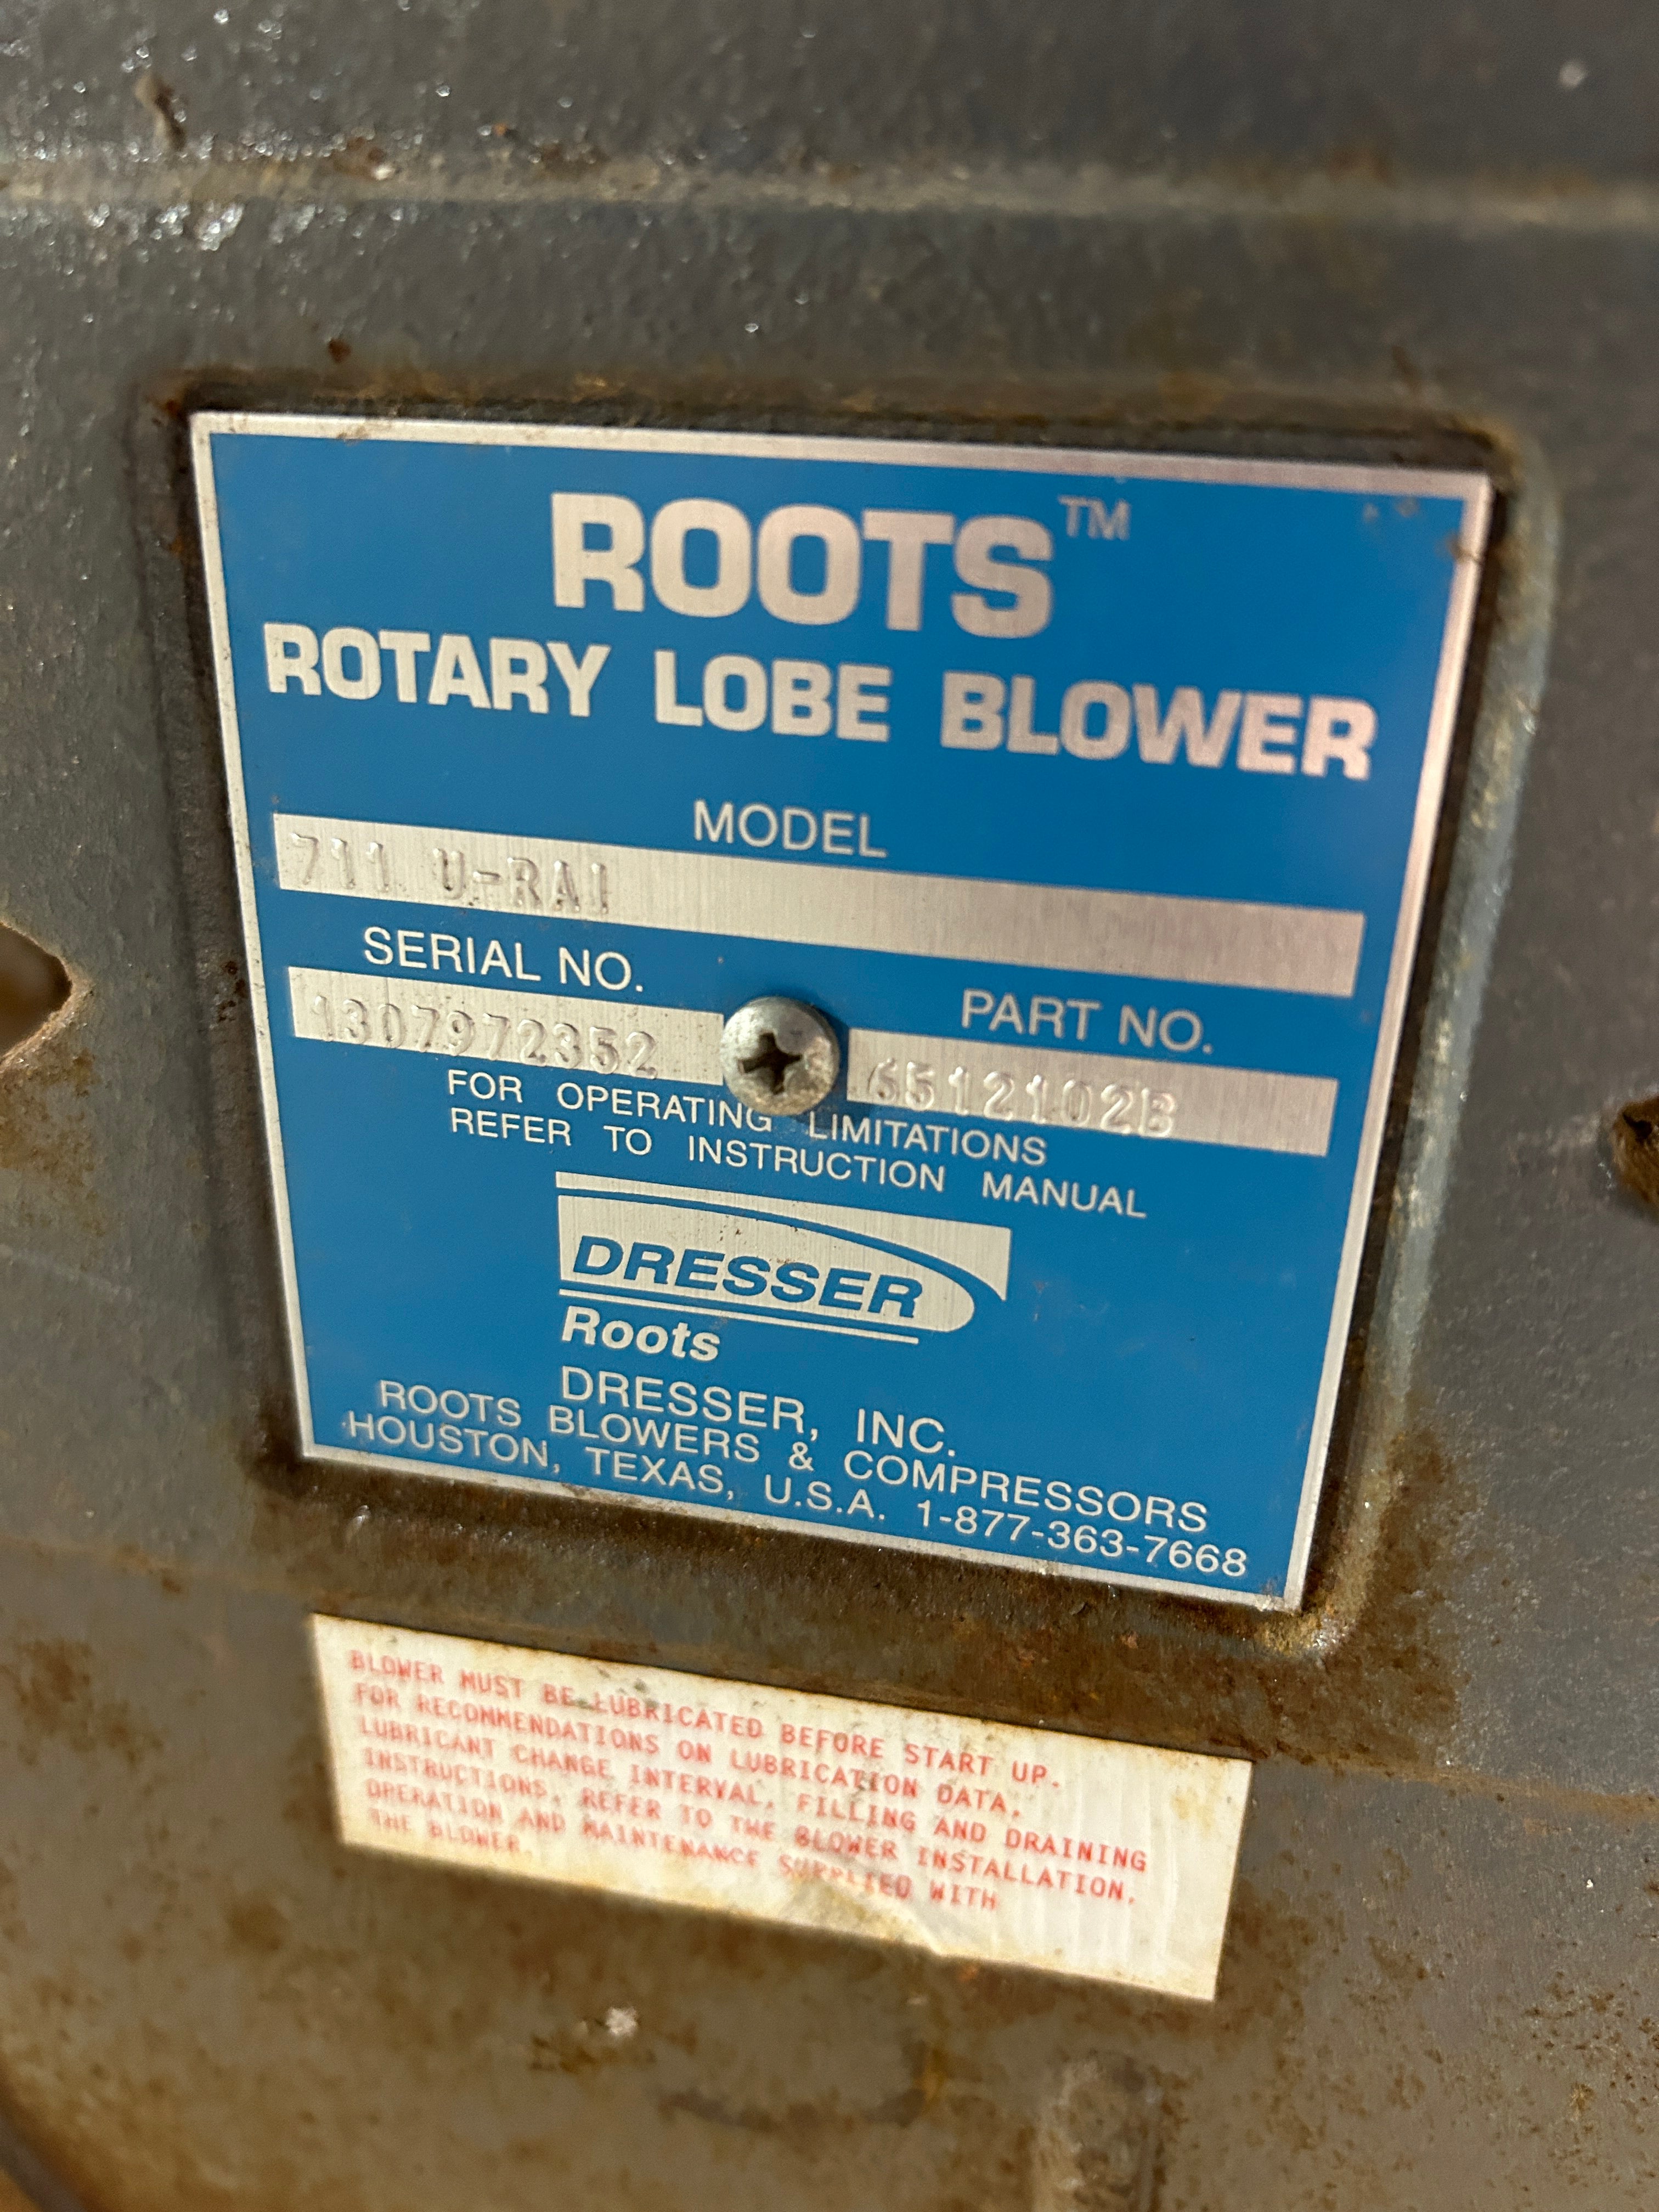 ROOTS™
ROTARY LOBE BLOWER
MODEL
711 U-RAI
SERIAL NO.
PART NO.
1307972352
6512102B
FOR OPERATING LIMITATIONS
REFER TO INSTRUCTION MANUAL
DRESSER
Roots
DRESSER, INC.
ROOTS BLOWERS & COMPRESSORS
HOUSTON, TEXAS, U.S.A. 1-877-363-7668
BLOWER MUST BE LUBRICATED BEFORE START UP.
FOR RECOMMENDATIONS ON LUBRICATION DATA,
LUBRICANT CHANGE INTERVAL, FILLING AND DRAINING
INSTRUCTIONS, REFER TO THE BLOWER INSTALLATION,
OPERATION AND MAINTENANCE SUPPLIED WITH
THE BLOWER.